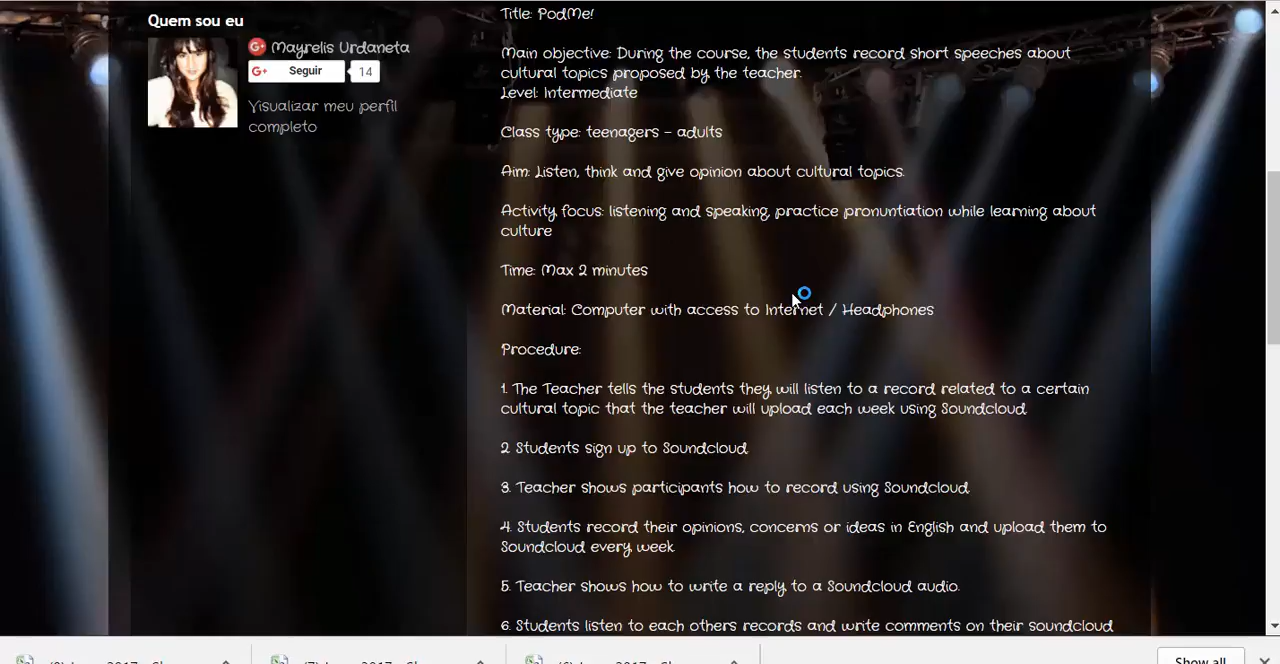 Quem sou eu
Mayrelis Urdaneta
G+ Seguir 14
Visualizar meu perfil
completo
Title: PodMe!
Main objective: During the course, the students record short speeches about
cultural topics proposed by the teacher.
Level: Intermediate
Class type: teenagers - adults
Aim: Listen, think and give opinion about cultural topics.
Activity focus: listening and speaking, practice pronuntiation while learning about
culture
Time: Max 2 minutes
Material: Computer with access to Internet / Headphones
Procedure:
1. The Teacher tells the students they will listen to a record related to a certain
cultural topic that the teacher will upload each week using Soundcloud.
2. Students sign up to Soundcloud.
3. Teacher shows participants how to record using Soundcloud.
4. Students record their opinions, concerns or ideas in English and upload them to
Soundcloud every week.
5. Teacher shows how to write a reply to a Soundcloud audio.
6. Students listen to each others records and write comments on their soundcloud
Show all